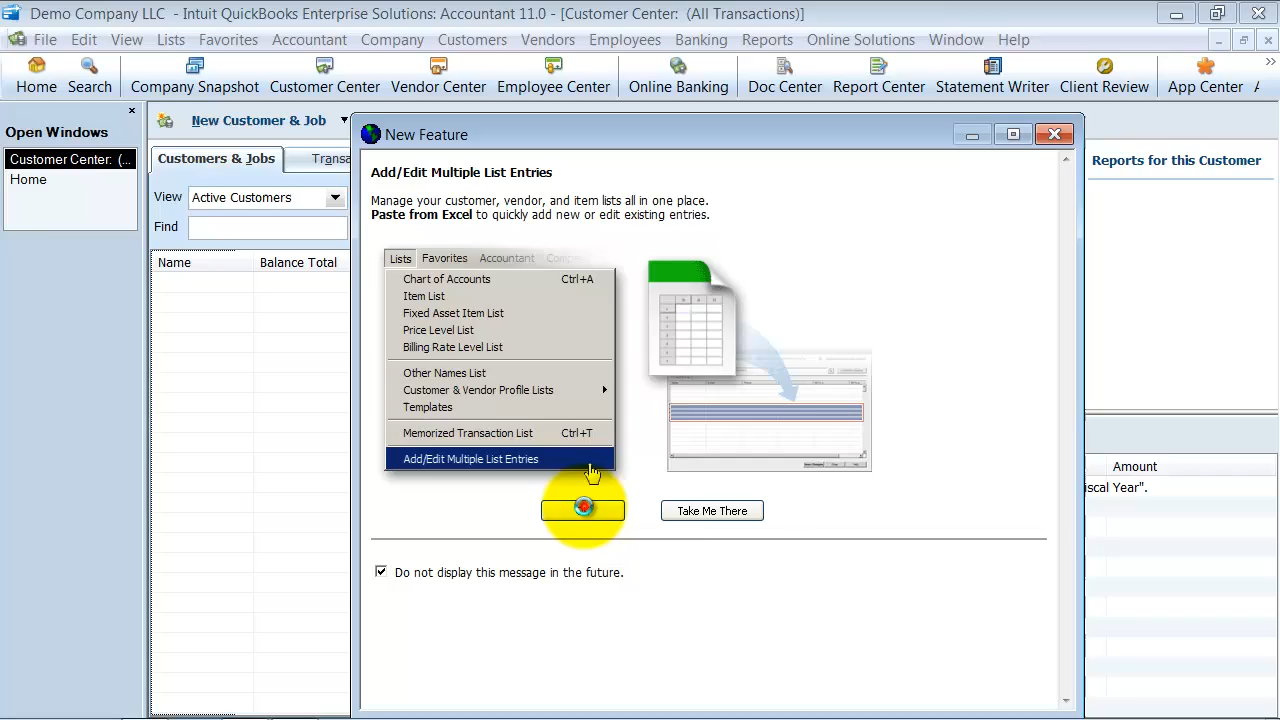 Demo Company LLC - Intuit QuickBooks Enterprise Solutions: Accountant 11.0 - [Customer Center: (All Transactions)]
File Edit View Lists Favorites Accountant Company Customers Vendors Employees Banking Reports Online Solutions Window Help
Home Search Company Snapshot Customer Center Vendor Center Employee Center Online Banking Doc Center Report Center Statement Writer Client Review App Center A
Open Windows
Customer Center: (...
Home
New Customer & Job
Customers & Jobs Transa
View Active Customers
Find
Name Balance Total
New Feature
Add/Edit Multiple List Entries
Manage your customer, vendor, and item lists all in one place.
Paste from Excel to quickly add new or edit existing entries.
Lists Favorites Accountant Comp
Chart of Accounts Ctrl+A
Item List
Fixed Asset Item List
Price Level List
Billing Rate Level List
Other Names List
Customer & Vendor Profile Lists
Templates
Memorized Transaction List Ctrl+T
Add/Edit Multiple List Entries
Take Me There
Do not display this message in the future.
Reports for this Customer
Amount
iscal Year".